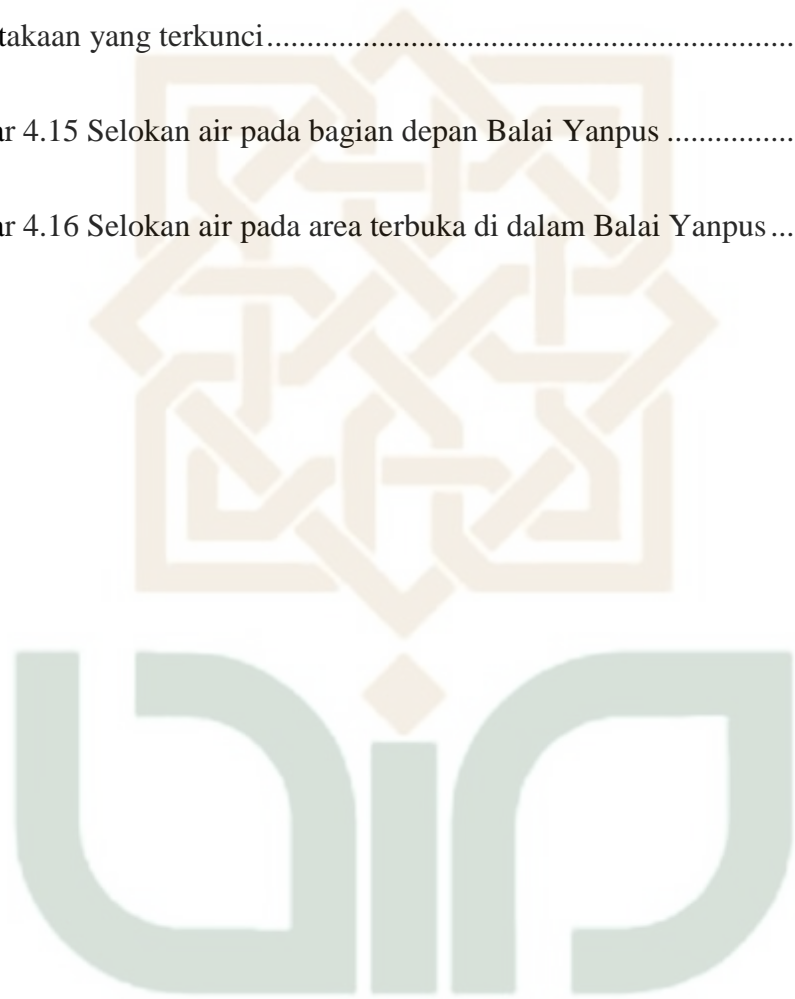 takaan yang terkunci.......................................................
ar 4.15 Selokan air pada bagian depan Balai Yanpus ...............
ar 4.16 Selokan air pada area terbuka di dalam Balai Yanpus ...